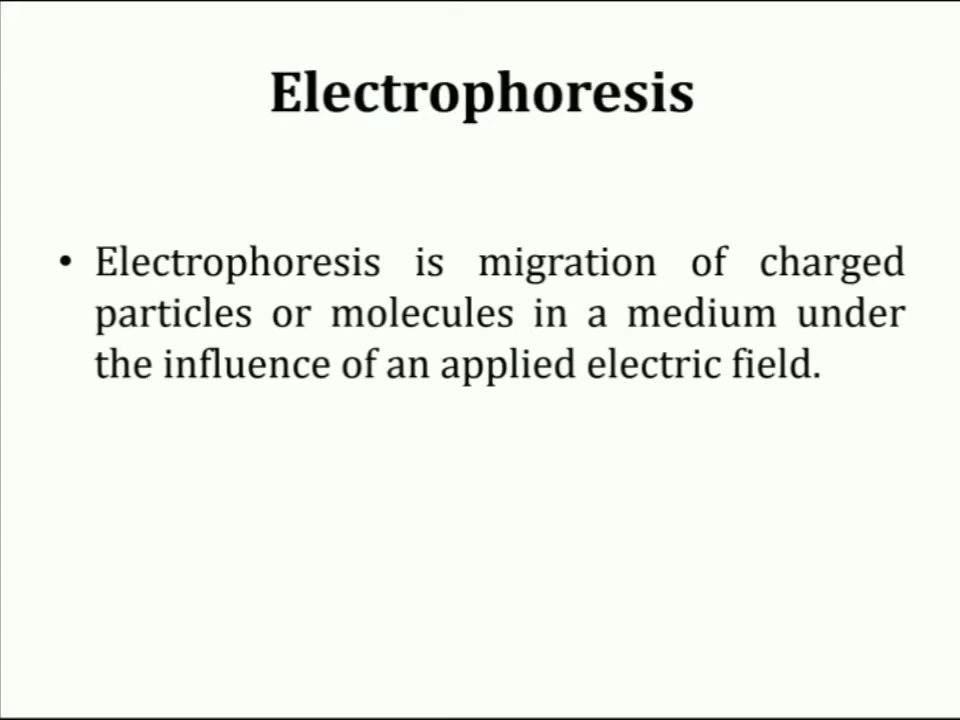 Electrophoresis
• Electrophoresis is migration of charged
particles or molecules in a medium under
the influence of an applied electric field.